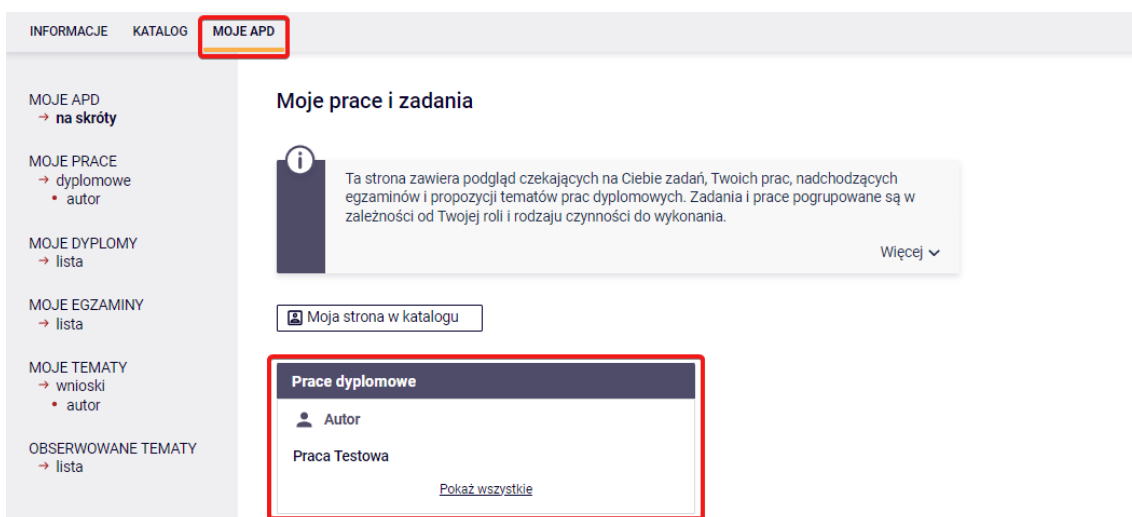 INFORMACJE KATALOG MOJE APD
MOJE APD
→ na skróty
MOJE PRACE
→ dyplomowe
• autor
MOJE DYPLOMY
→ lista
MOJE EGZAMINY
→ lista
MOJE TEMATY
→ wnioski
• autor
OBSERWOWANE TEMATY
→ lista
Moje prace i zadania
Ta strona zawiera podgląd czekających na Ciebie zadań, Twoich prac, nadchodzących
egzaminów i propozycji tematów prac dyplomowych. Zadania i prace pogrupowane są w
zależności od Twojej roli i rodzaju czynności do wykonania.
Więcej
Moja strona w katalogu
Prace dyplomowe
Autor
Praca Testowa
Pokaż wszystkie